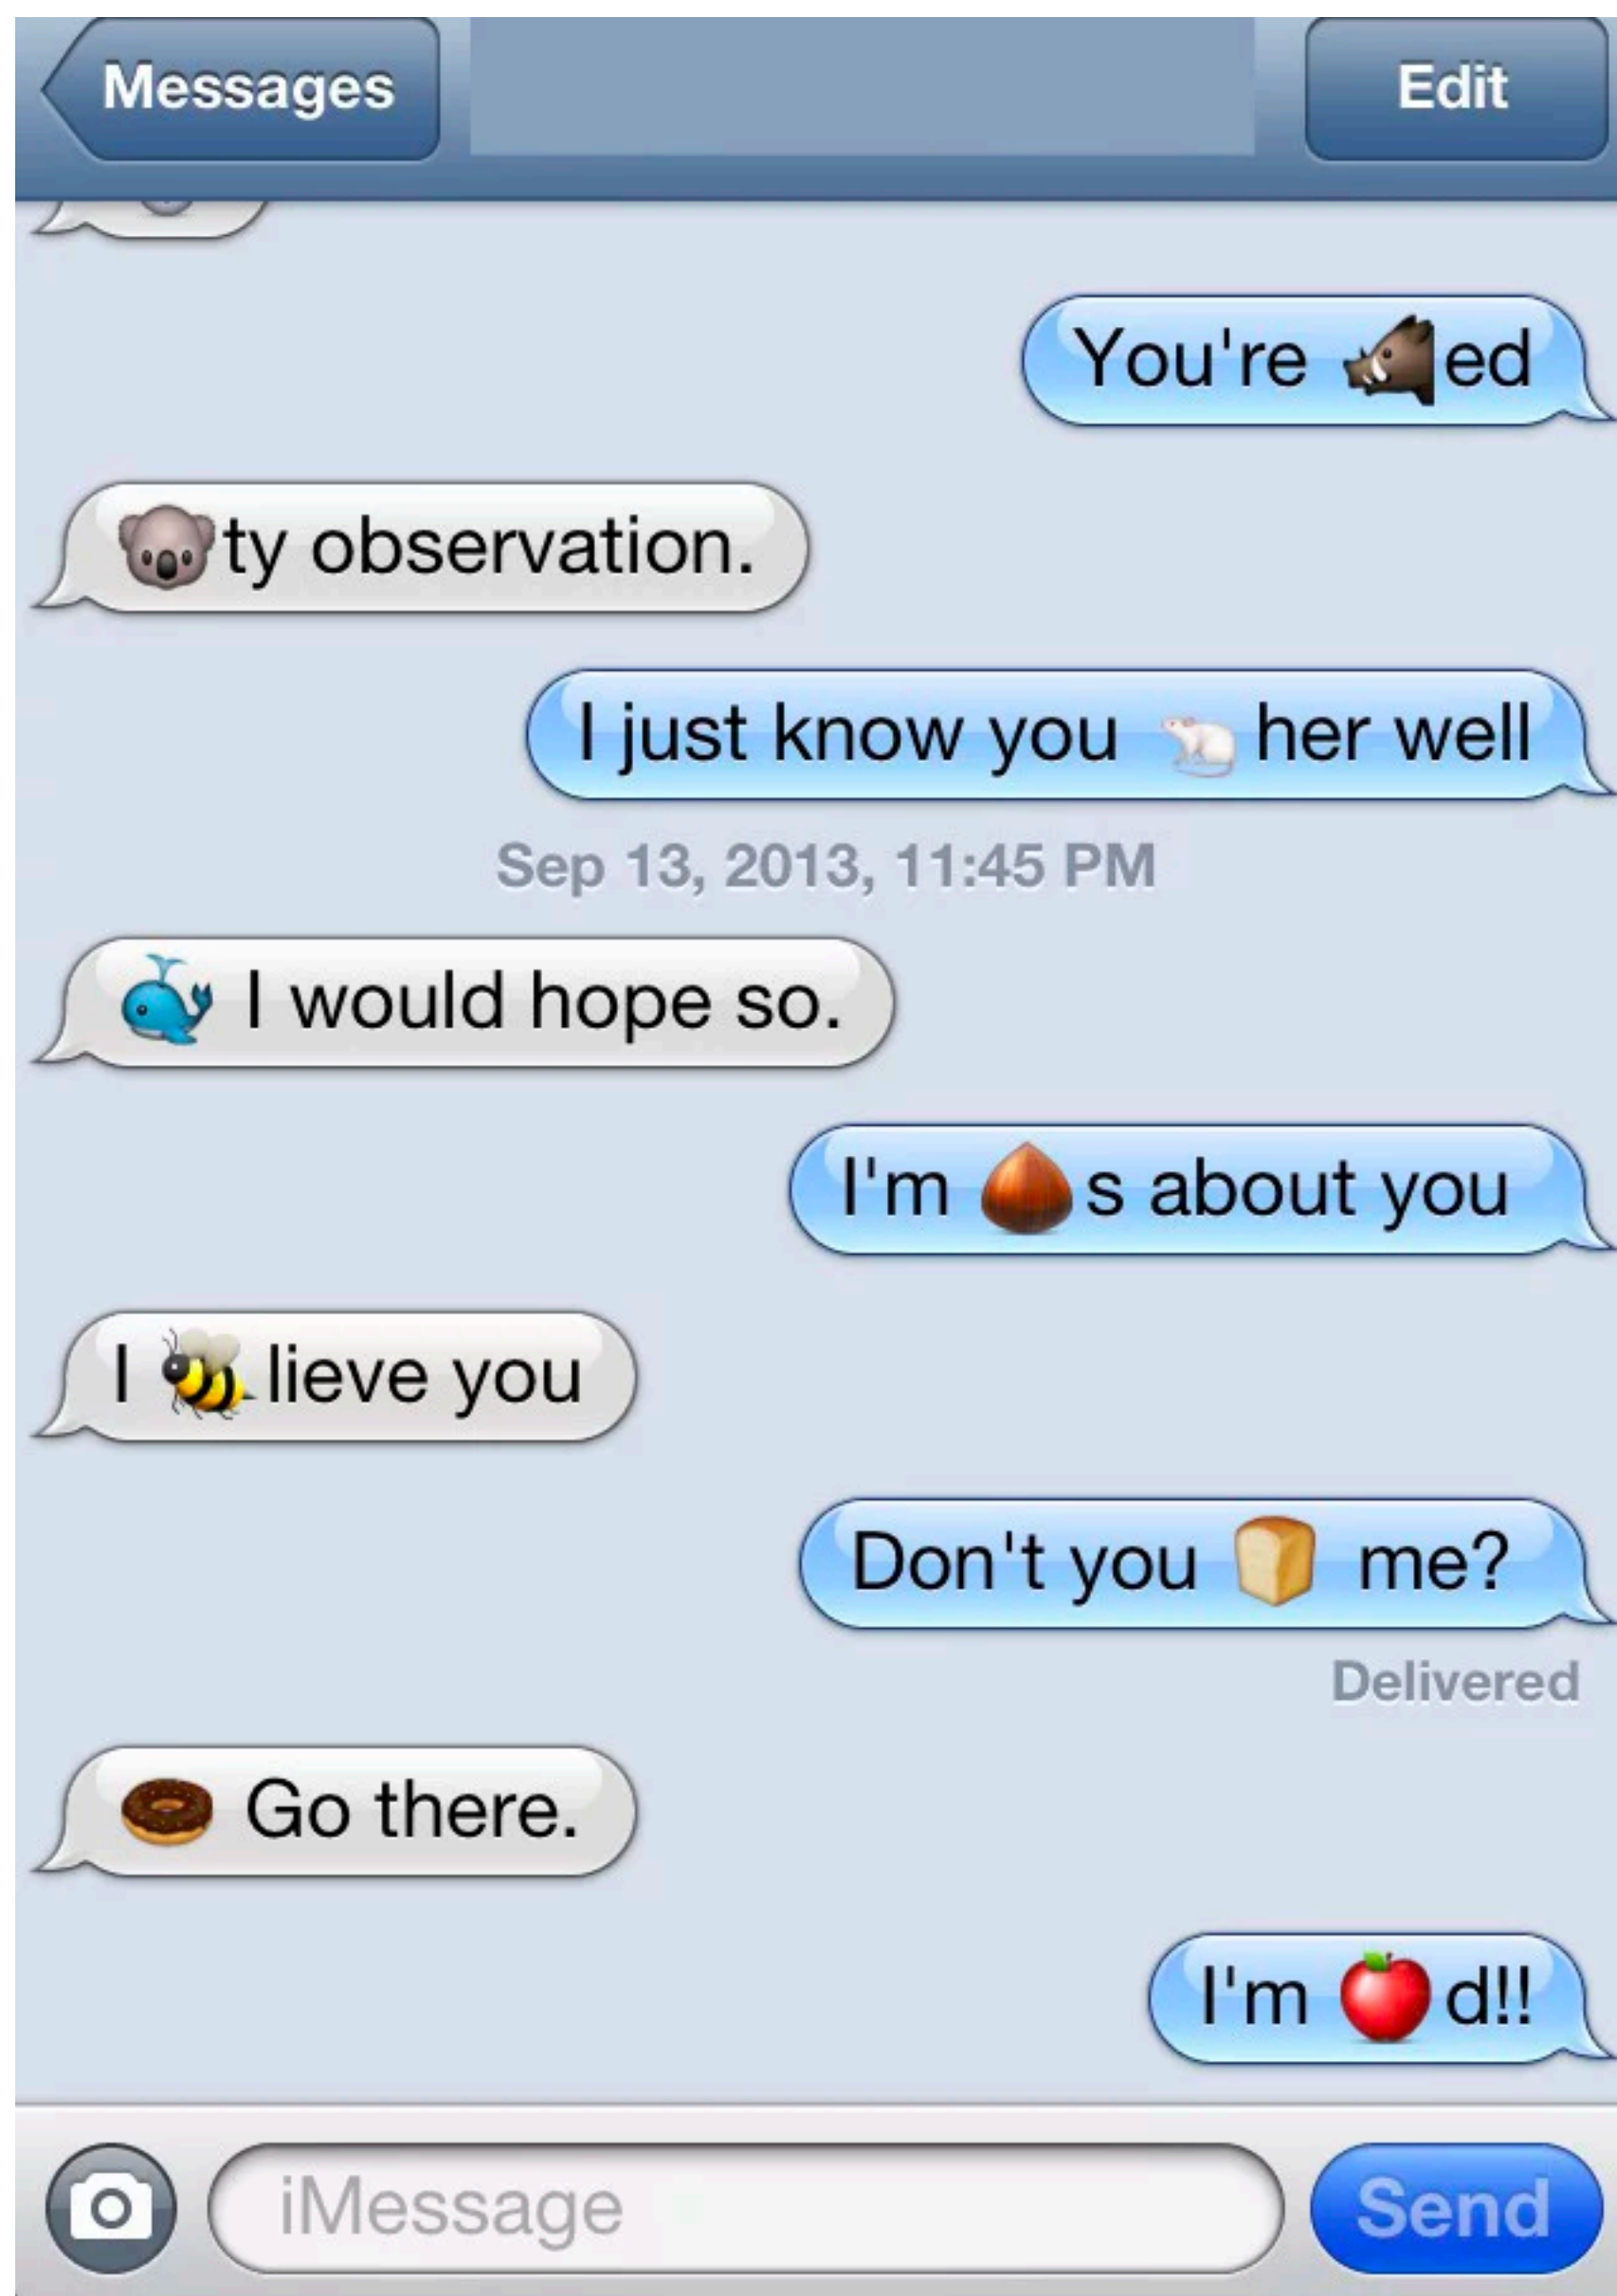 Messages
Edit
You're 🐗ed
🐨ty observation.
I just know you 🐁 her well
Sep 13, 2013, 11:45 PM
🐳 I would hope so.
I'm 🌰s about you
I 🐝lieve you
Don't you 🍞 me?
Delivered
🍩 Go there.
I'm 🍎d!!
iMessage
Send